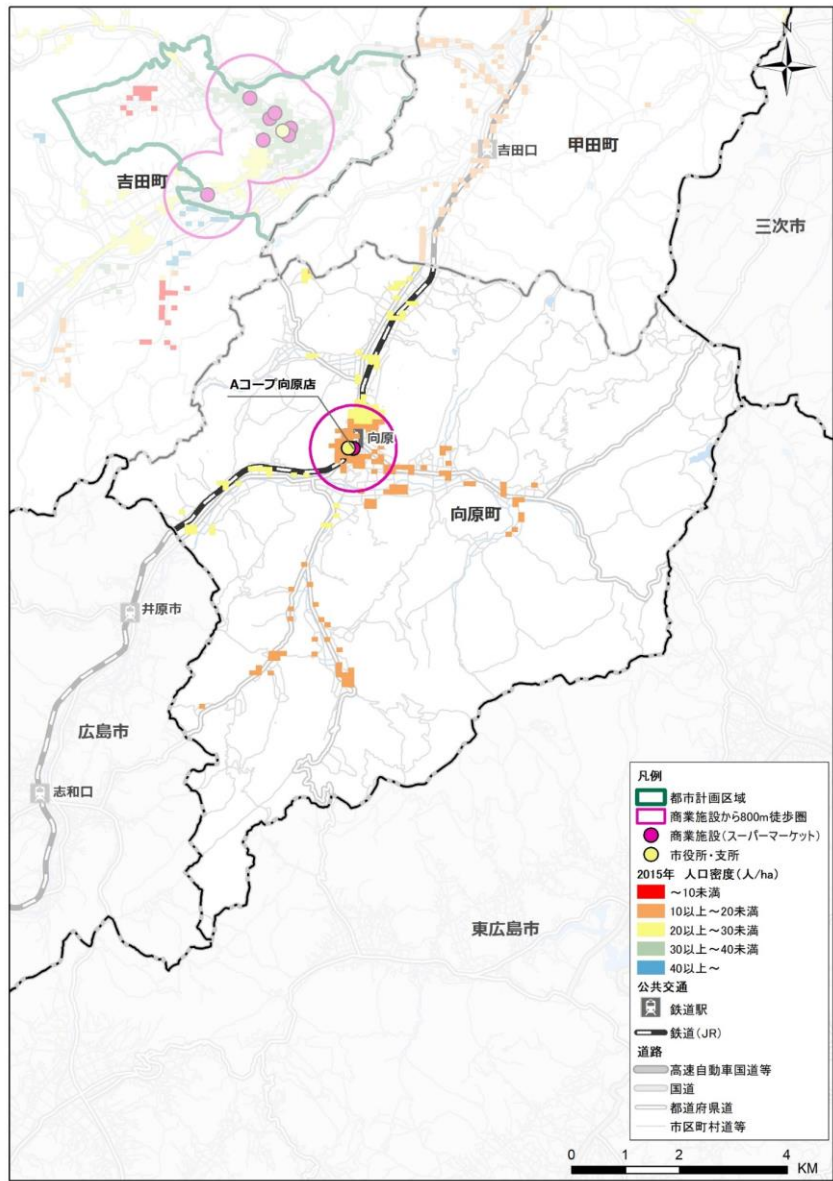 N
吉田口
甲田町
吉田町
三次市
Aコープ向原店
向原
向原町
井原市
広島市
志和口
東広島市
凡例
都市計画区域
商業施設から800m徒歩圏
商業施設(スーパーマーケット)
市役所・支所
2015年 人口密度(人/ha)
~10未満
10以上~20未満
20以上~30未満
30以上~40未満
40以上~
公共交通
鉄道駅
鉄道(JR)
道路
高速自動車国道等
国道
都道府県道
市区町村道等
0 1 2 4
KM